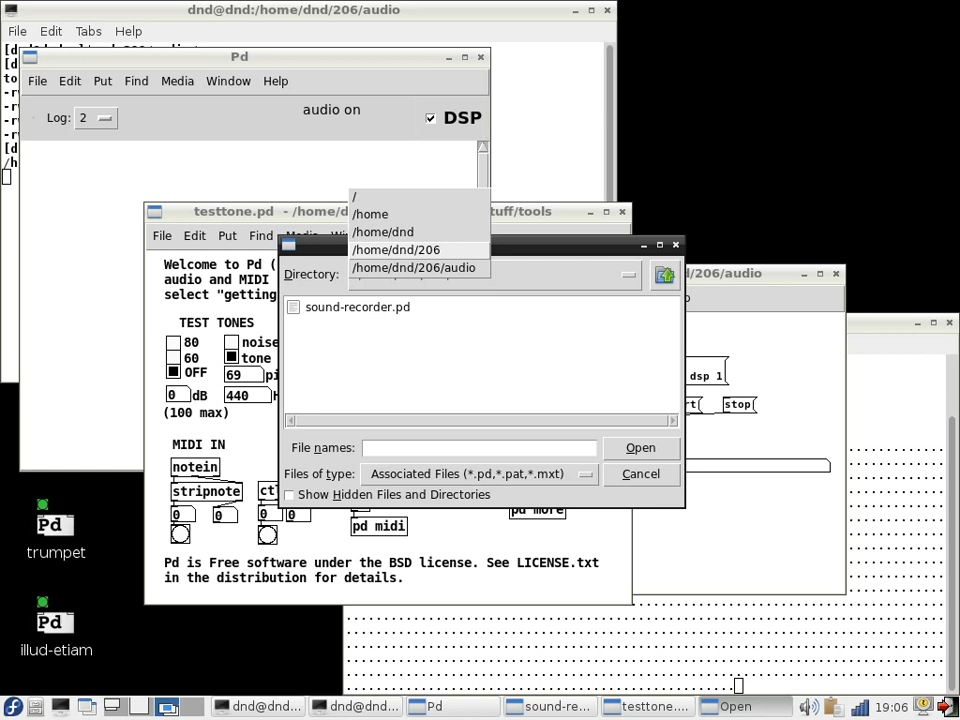 dnd@dnd:/home/dnd/206/audio
File Edit Tabs Help
Pd
File Edit Put Find Media Window Help
Log: 2
audio on
DSP
testtone.pd - /home/d
tuff/tools
File Edit Put Find
/
/home
/home/dnd
/home/dnd/206
/home/dnd/206/audio
Directory:
sound-recorder.pd
File names:
Open
Files of type: Associated Files (*.pd,*.pat,*.mxt)
Cancel
Show Hidden Files and Directories
Welcome to Pd (
audio and MIDI
select "getting
TEST TONES
80
60
OFF
noise
tone
69
0 dB
440
(100 max)
MIDI IN
notein
stripnote
0
0
0
0
pd midi
pd more
Pd is Free software under the BSD license. See LICENSE.txt
in the distribution for details.
/206/audio
dsp 1
stop
trumpet
illud-etiam
dnd@dnd:...
dnd@dnd:...
Pd
sound-re...
testtone....
Open
19:06